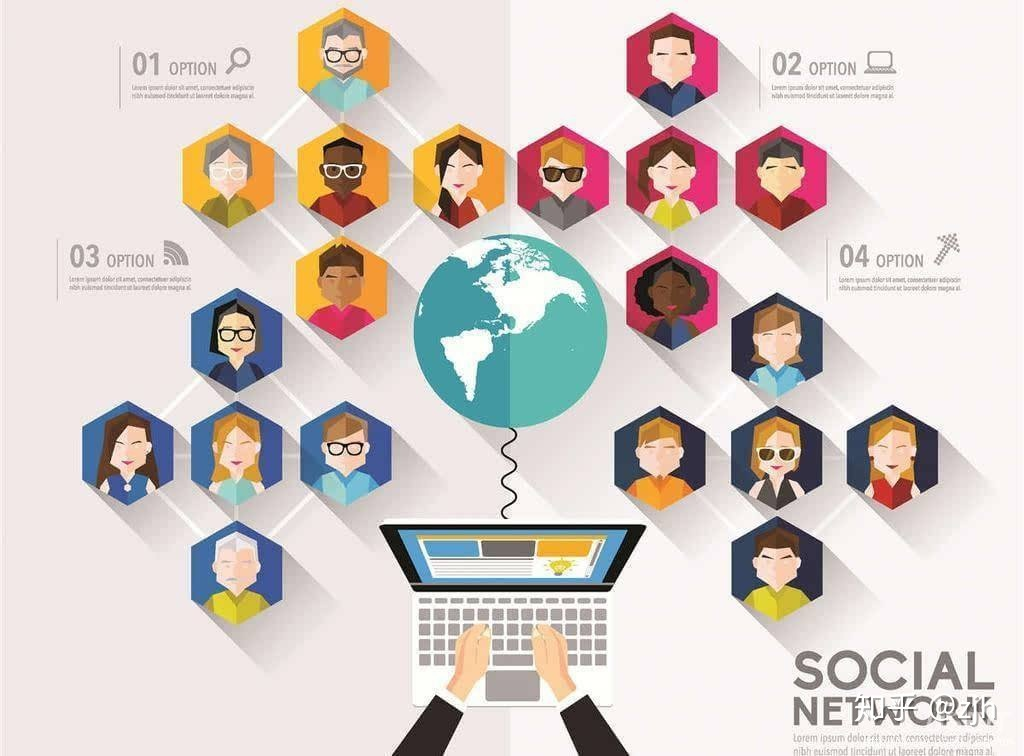 01 OPTION
Lorem ipsum dolor sit amet, consectetuer adipiscin
nibh euismod tincidunt ut laoreet dolore magna al.
02 OPTION
Lorem ipsum dolor sit amet, consectetuer adipiscin
nibh euismod tincidunt ut laoreet dolore magna al.
03 OPTION
Lorem ipsum dolor sit amet, consectetuer adipiscin
nibh euismod tincidunt ut laoreet dolore magna al.
04 OPTION
Lorem ipsum dolor sit amet, consectetuer adipiscin
nibh euismod tincidunt ut laoreet dolore magna al.
SOCIAL
NETWORK
知乎 @zjh
Lorem ipsum dolor sit amet, consectetuer adipiscin
nibh euismod tincidunt ut laoreet dolore magna al.